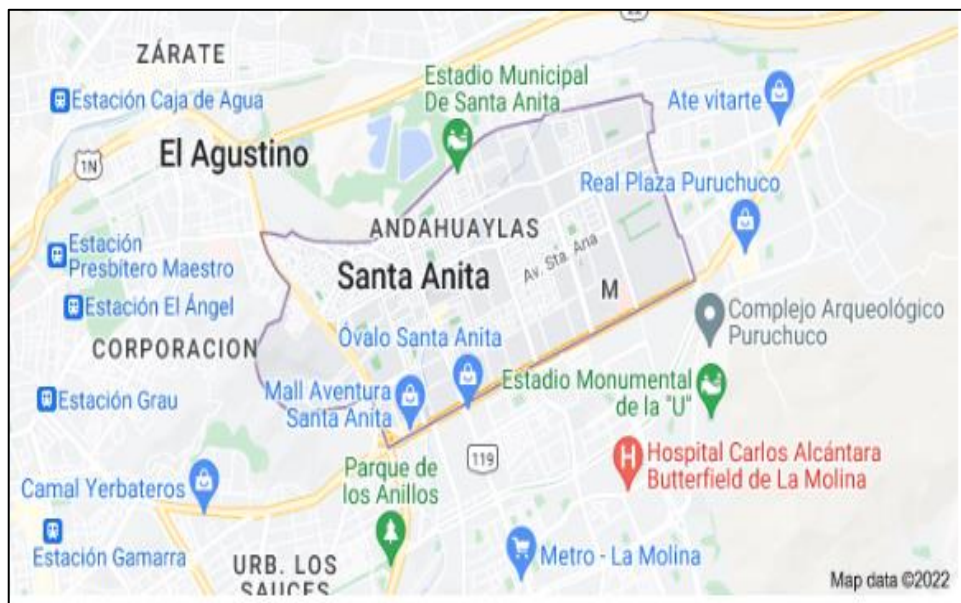 22
ZÁRATE
Estadio Municipal
De Santa Anita
Estación Caja de Agua
Ate vitarte
El Agustino
1N
Real Plaza Puruchuco
ANDAHUAYLAS
Estación
Presbítero Maestro
Santa Anita
Av. Sta. Ana
M
Estación El Ángel
Complejo Arqueológico
Puruchuco
CORPORACION
Óvalo Santa Anita
Estación Grau
Mall Aventura
Santa Anita
Estadio Monumental
de la "U"
119
H
Hospital Carlos Alcántara
Butterfield de La Molina
Parque de
los Anillos
Camal Yerbateros
Estación Gamarra
URB. LOS
SAUCES
Metro - La Molina
Map data ©2022